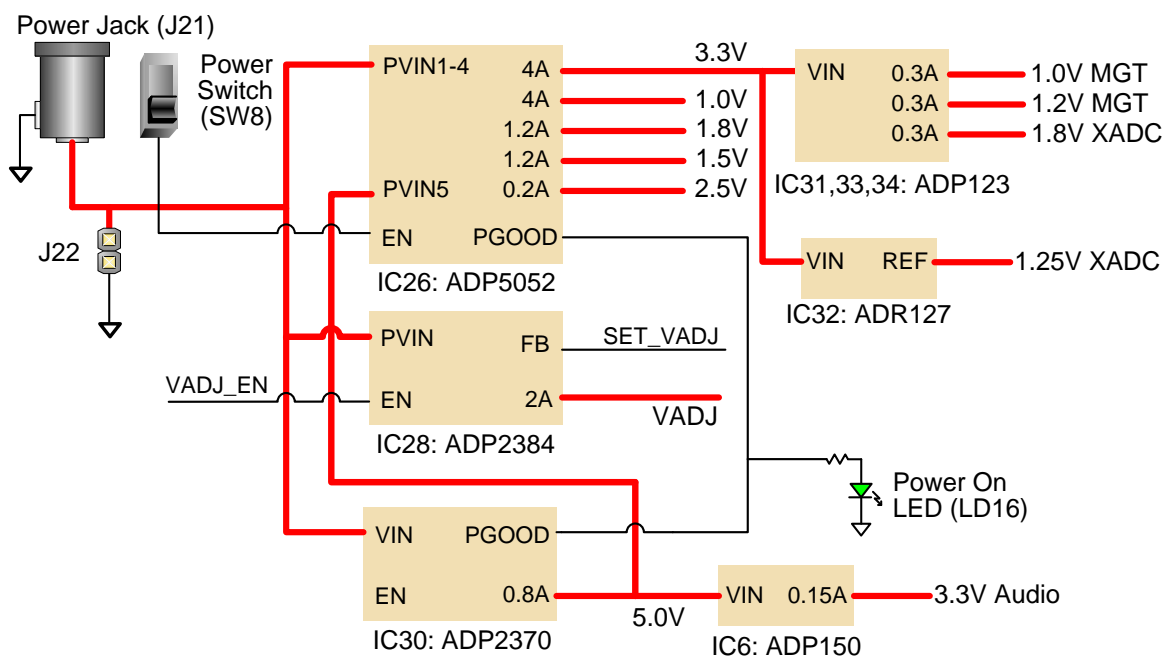 Power Jack (J21)
Power
Switch
(SW8)
J22
PVIN1-4
4A
4A
1.2A
1.2A
PVIN5
0.2A
EN
PGOOD
IC26: ADP5052
3.3V
1.0V
1.8V
1.5V
2.5V
VIN
0.3A
0.3A
0.3A
1.0V MGT
1.2V MGT
1.8V XADC
IC31,33,34: ADP123
VIN
REF
1.25V XADC
IC32: ADR127
PVIN
FB
SET_VADJ
VADJ_EN
EN
2A
VADJ
IC28: ADP2384
Power On
LED (LD16)
VIN
PGOOD
EN
0.8A
5.0V
IC30: ADP2370
VIN
0.15A
3.3V Audio
IC6: ADP150